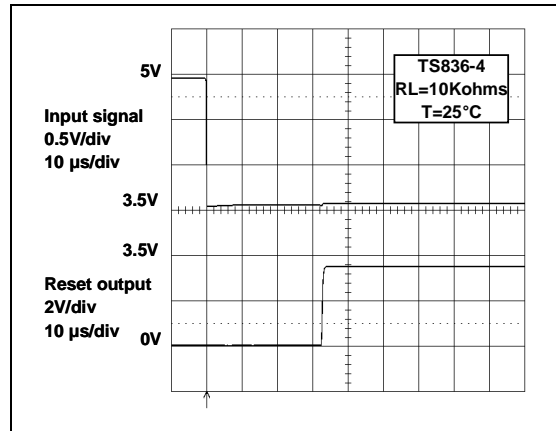 5V
TS836-4
RL=10Kohms
T=25°C
Input signal
0.5V/div
10 µs/div
3.5V
3.5V
Reset output
2V/div
10 µs/div
0V